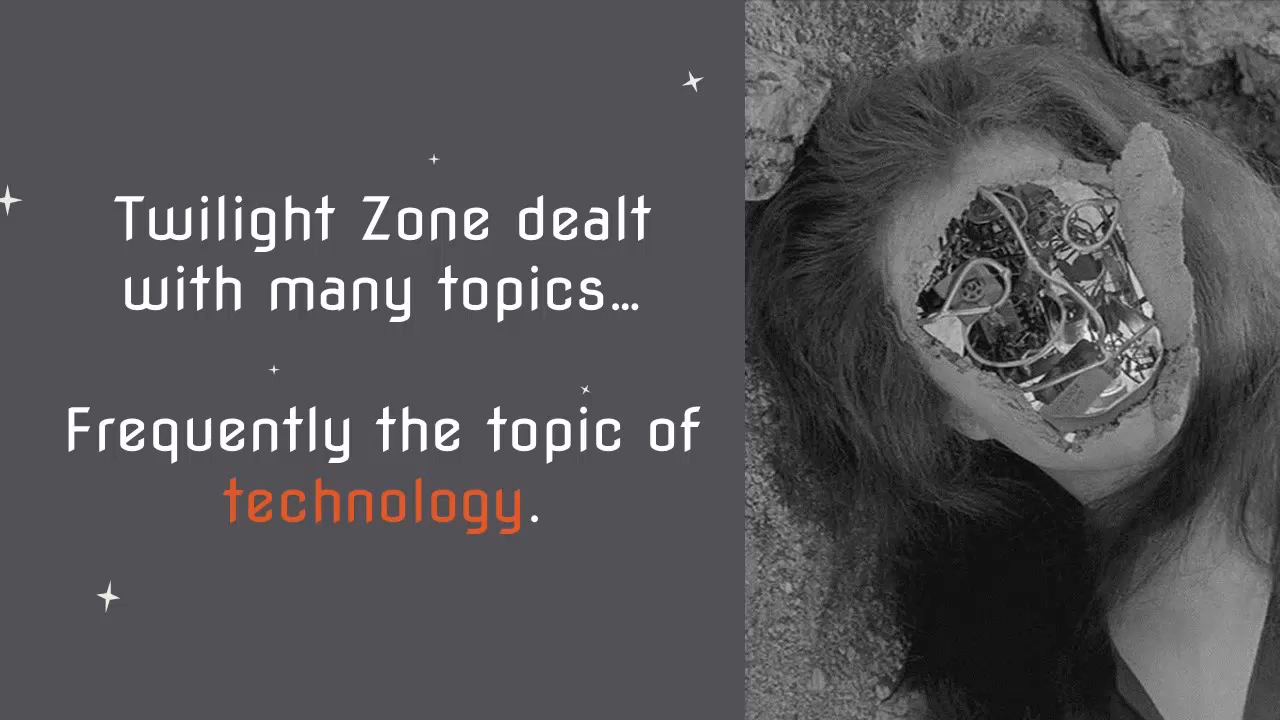 Twilight Zone dealt
with many topics…
Frequently the topic of
technology.